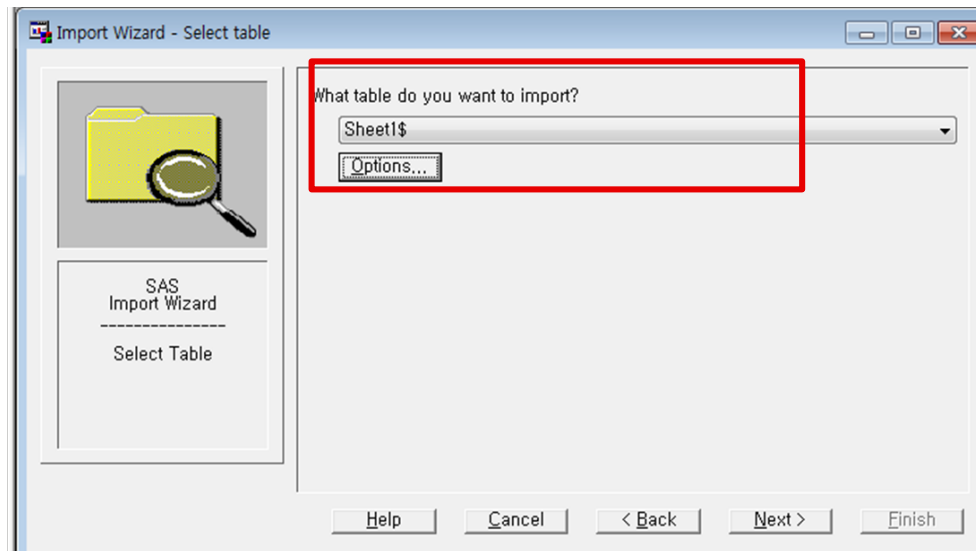 Import Wizard - Select table
What table do you want to import?
Sheet1$
Options...
SAS
Import Wizard
---------------
Select Table
Help
Cancel
< Back
Next >
Finish